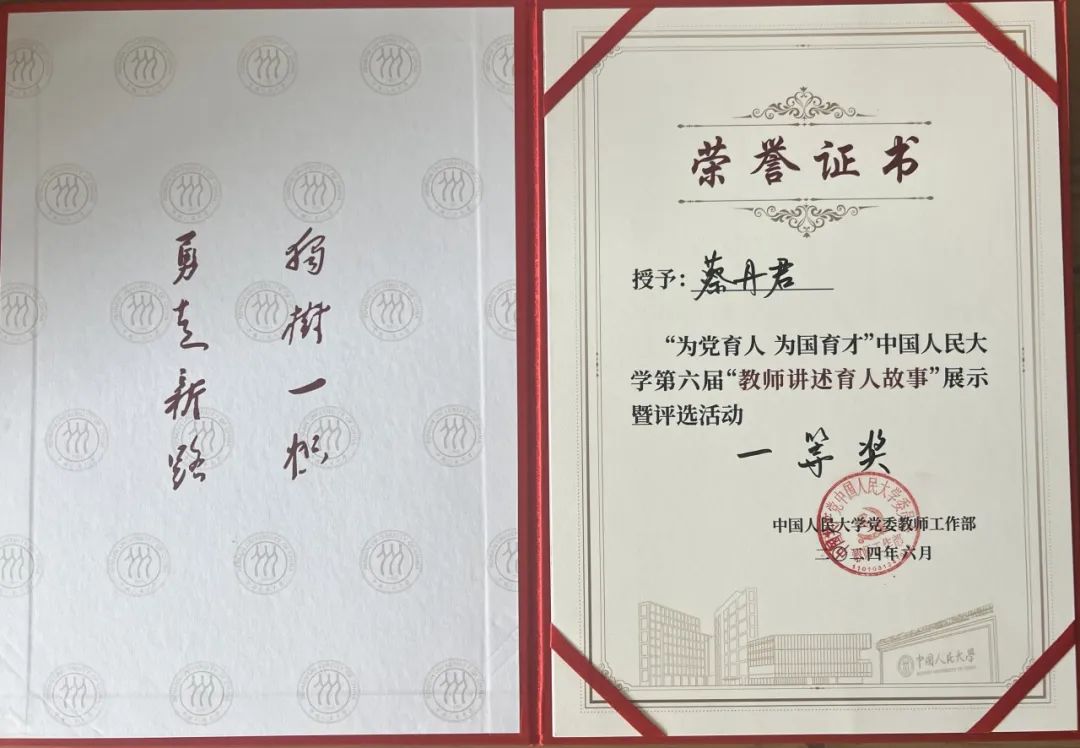 獨樹一幟
勇走新路
荣誉证书
授予：蔡丹君
“为党育人 为国育才”中国人民大
学第六届“教师讲述育人故事”展示
暨评选活动
一等奖
中国人民大学党委教师工作部
二〇二四年六月
中国人民大学